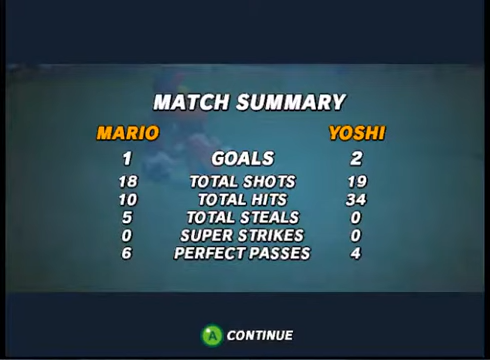 MATCH SUMMARY
MARIO YOSHI
1 GOALS 2
18 TOTAL SHOTS 19
10 TOTAL HITS 34
5 TOTAL STEALS 0
0 SUPER STRIKES 0
6 PERFECT PASSES 4
A CONTINUE